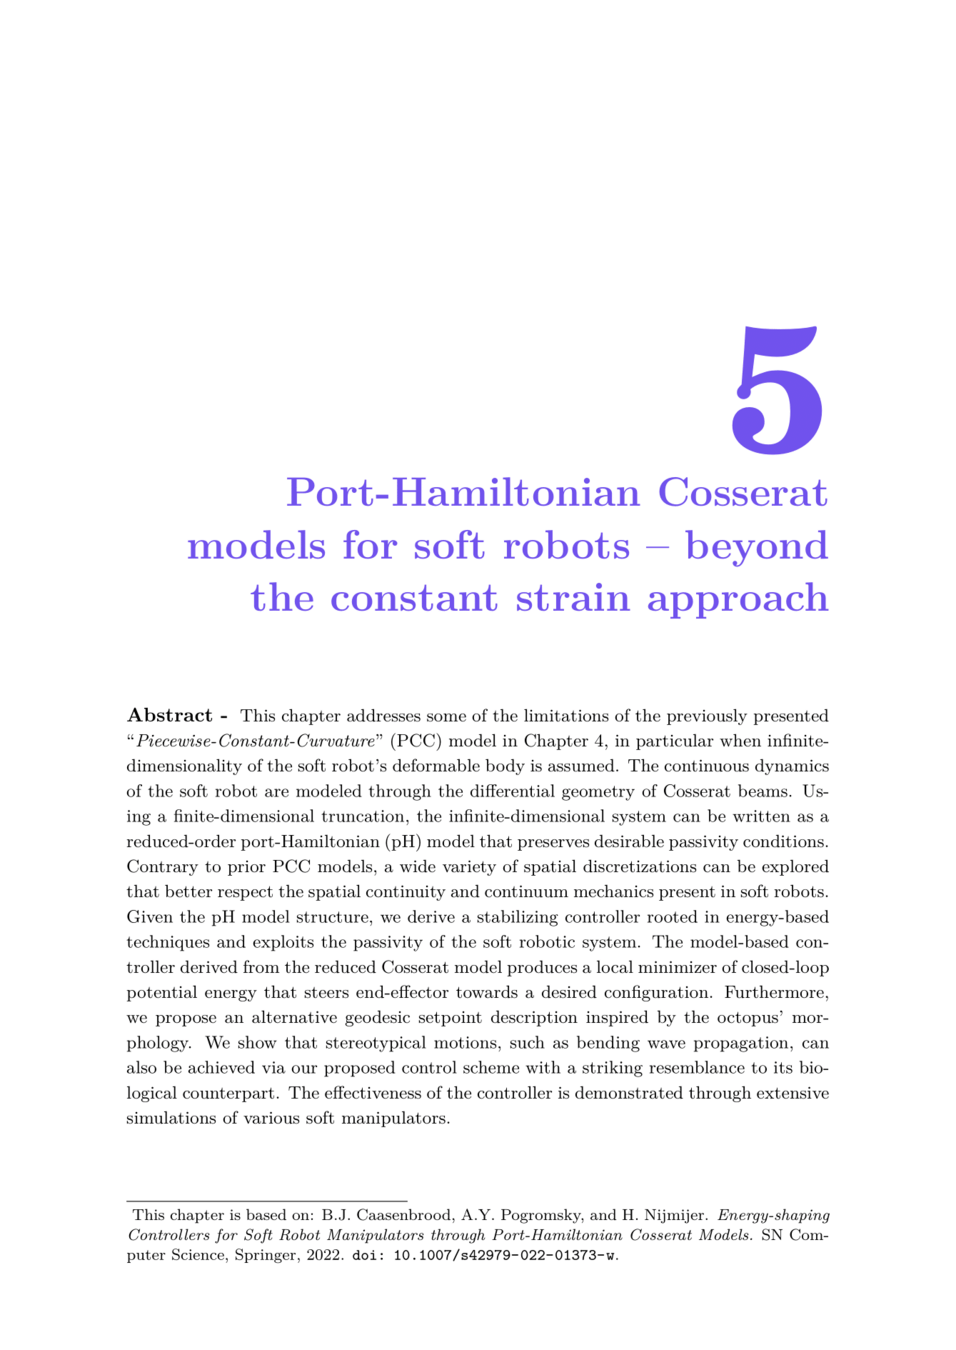 5
Port-Hamiltonian Cosserat
models for soft robots – beyond
the constant strain approach
Abstract - This chapter addresses some of the limitations of the previously presented
“Piecewise-Constant-Curvature” (PCC) model in Chapter 4, in particular when infinite-
dimensionality of the soft robot’s deformable body is assumed. The continuous dynamics
of the soft robot are modeled through the differential geometry of Cosserat beams. Us-
ing a finite-dimensional truncation, the infinite-dimensional system can be written as a
reduced-order port-Hamiltonian (pH) model that preserves desirable passivity conditions.
Contrary to prior PCC models, a wide variety of spatial discretizations can be explored
that better respect the spatial continuity and continuum mechanics present in soft robots.
Given the pH model structure, we derive a stabilizing controller rooted in energy-based
techniques and exploits the passivity of the soft robotic system. The model-based con-
troller derived from the reduced Cosserat model produces a local minimizer of closed-loop
potential energy that steers end-effector towards a desired configuration. Furthermore,
we propose an alternative geodesic setpoint description inspired by the octopus’ mor-
phology. We show that stereotypical motions, such as bending wave propagation, can
also be achieved via our proposed control scheme with a striking resemblance to its bio-
logical counterpart. The effectiveness of the controller is demonstrated through extensive
simulations of various soft manipulators.
This chapter is based on: B.J. Caasenbrood, A.Y. Pogromsky, and H. Nijmijer. Energy-shaping
Controllers for Soft Robot Manipulators through Port-Hamiltonian Cosserat Models. SN Com-
puter Science, Springer, 2022. doi: 10.1007/s42979-022-01373-w.